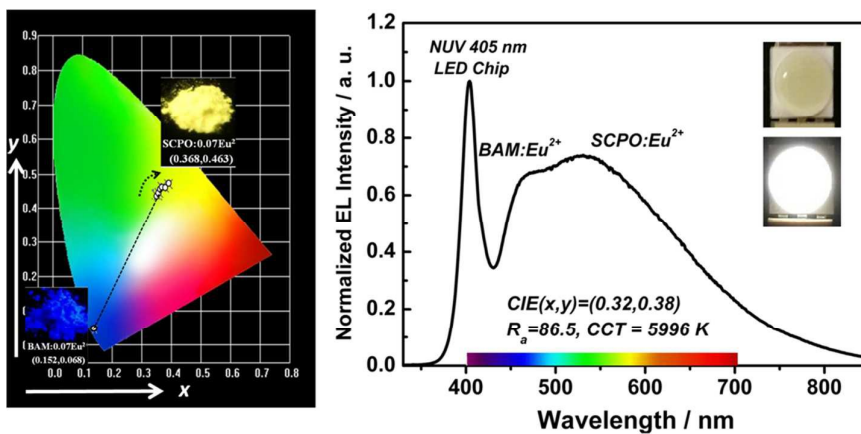 0.9
0.8
0.7
0.6
0.5
0.4
0.3
0.2
0.1
0.0
y
SCPO:0.07Eu²
(0.368,0.463)
BAM:0.07Eu²
(0.152,0.068)
0.0 0.1 0.2 0.3 0.4 0.5 0.6 0.7 0.8
x
Normalized EL Intensity / a. u.
1.2
1.0
0.8
0.6
0.4
0.2
0.0
NUV 405 nm
LED Chip
BAM:Eu²⁺
SCPO:Eu²⁺
CIE(x,y)=(0.32,0.38)
Rₐ=86.5, CCT = 5996 K
400 500 600 700 800
Wavelength / nm